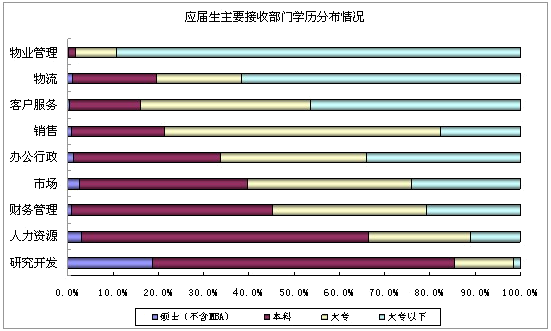 应届生主要接收部门学历分布情况
物业管理
物流
客户服务
销售
办公行政
市场
财务管理
人力资源
研究开发
0.0% 10.0% 20.0% 30.0% 40.0% 50.0% 60.0% 70.0% 80.0% 90.0% 100.0%
硕士（不含MBA） 本科 大专 大专以下